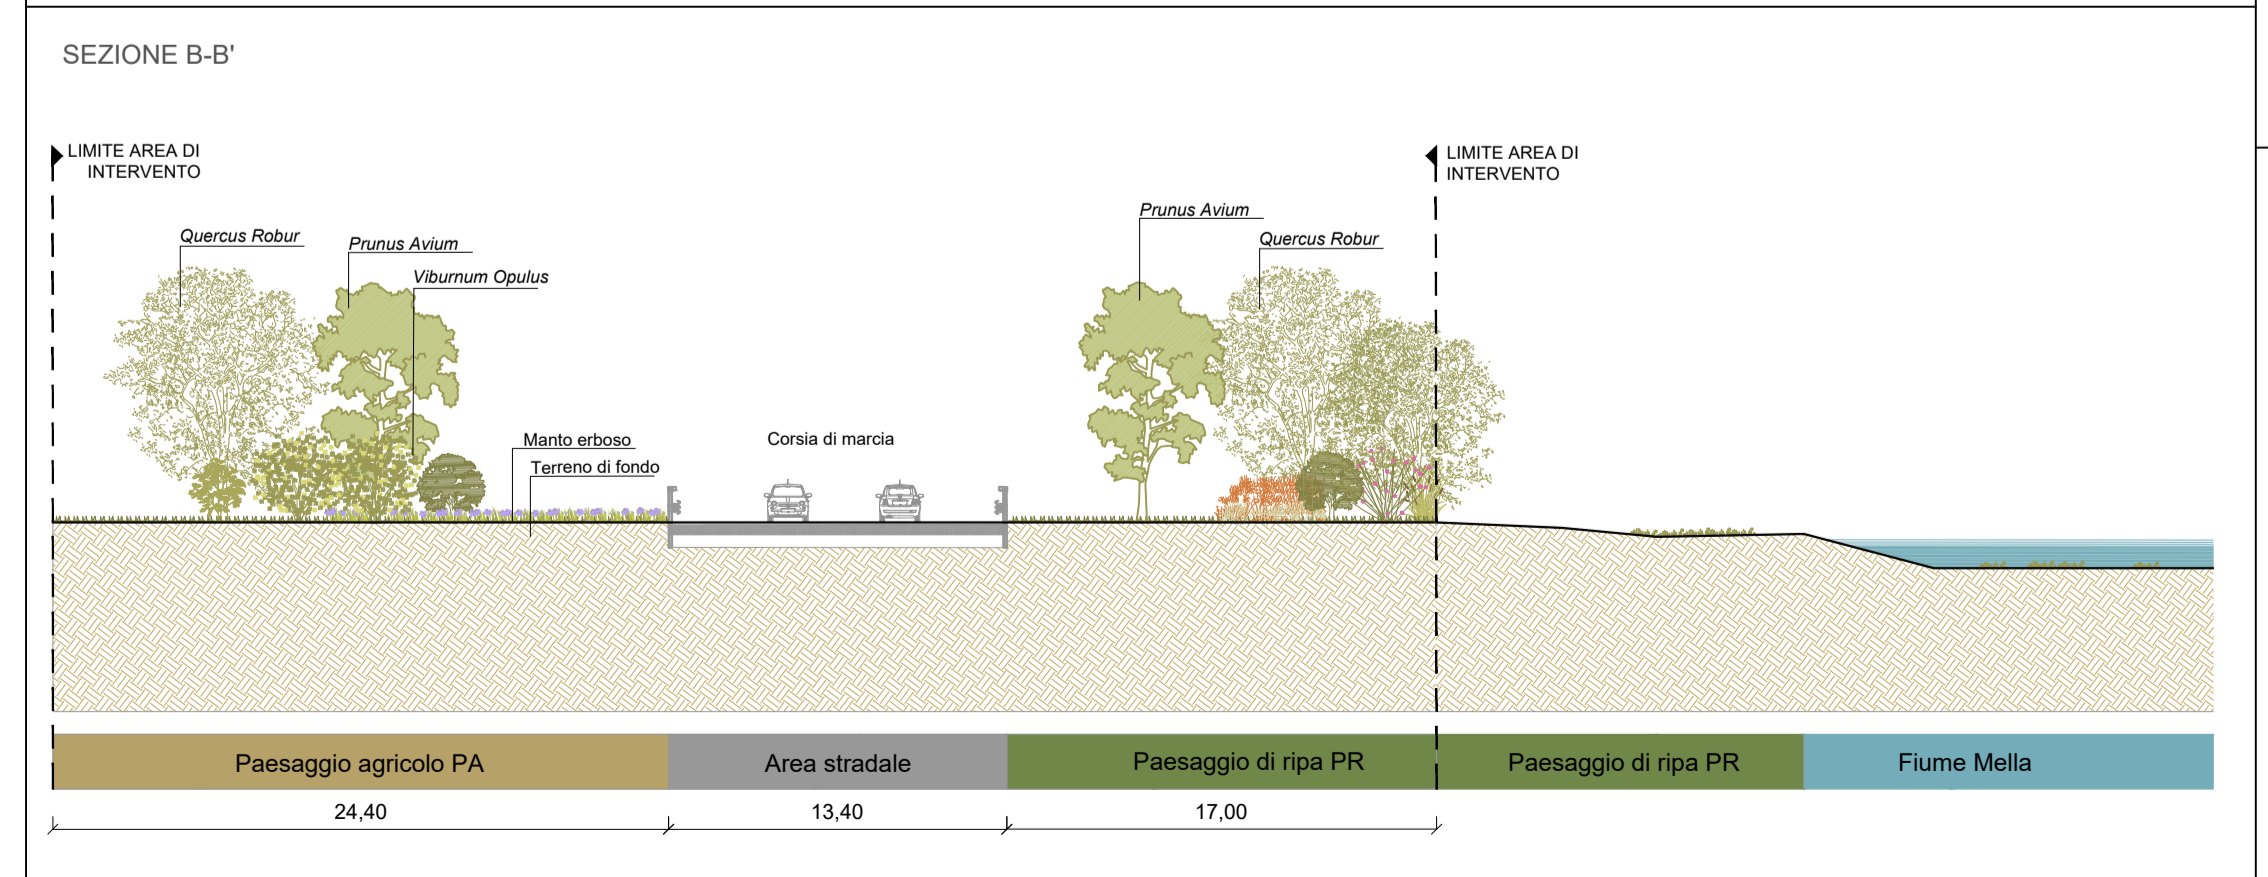 SEZIONE B-B'
LIMITE AREA DI
INTERVENTO
LIMITE AREA DI
INTERVENTO
Prunus Avium
Quercus Robur
Prunus Avium
Quercus Robur
Viburnum Opulus
Manto erboso
Corsia di marcia
Terreno di fondo
Paesaggio agricolo PA
Area stradale
Paesaggio di ripa PR
Paesaggio di ripa PR
Fiume Mella
24,40
13,40
17,00